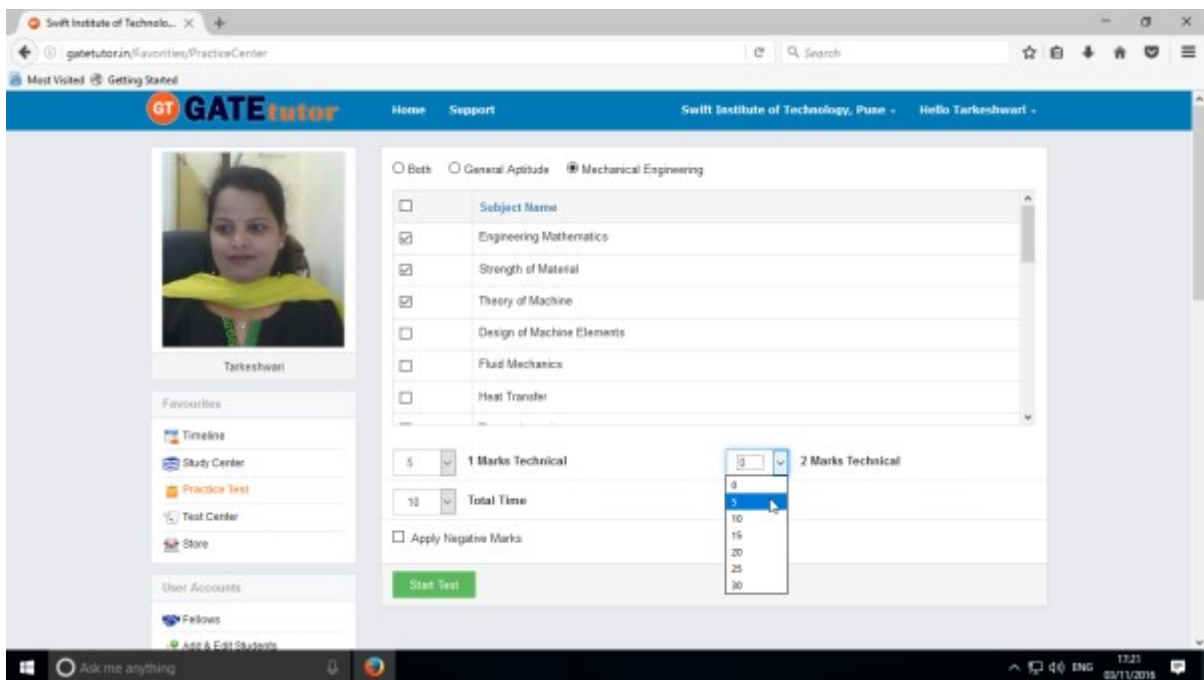 Swift Institute of Technolo...
gatetutor.in/Favorities/PracticeCenter
Search
Most Visited Getting Started
GT GATEtutor Home Support Swift Institute of Technology, Pune Hello Tarkeshwari
Both General Aptitude Mechanical Engineering
Subject Name
Engineering Mathematics
Strength of Material
Theory of Machine
Design of Machine Elements
Fluid Mechanics
Heat Transfer
Tarkeshwari
Favourites
Timeline
Study Center
Practice Test
Test Center
Store
User Accounts
Fellows
Add & Edit Students
5 1 Marks Technical 0 2 Marks Technical
0
5
10
15
20
25
30
10 Total Time
Apply Negative Marks
Start Test
Ask me anything
ENG 17:21
03/11/2016